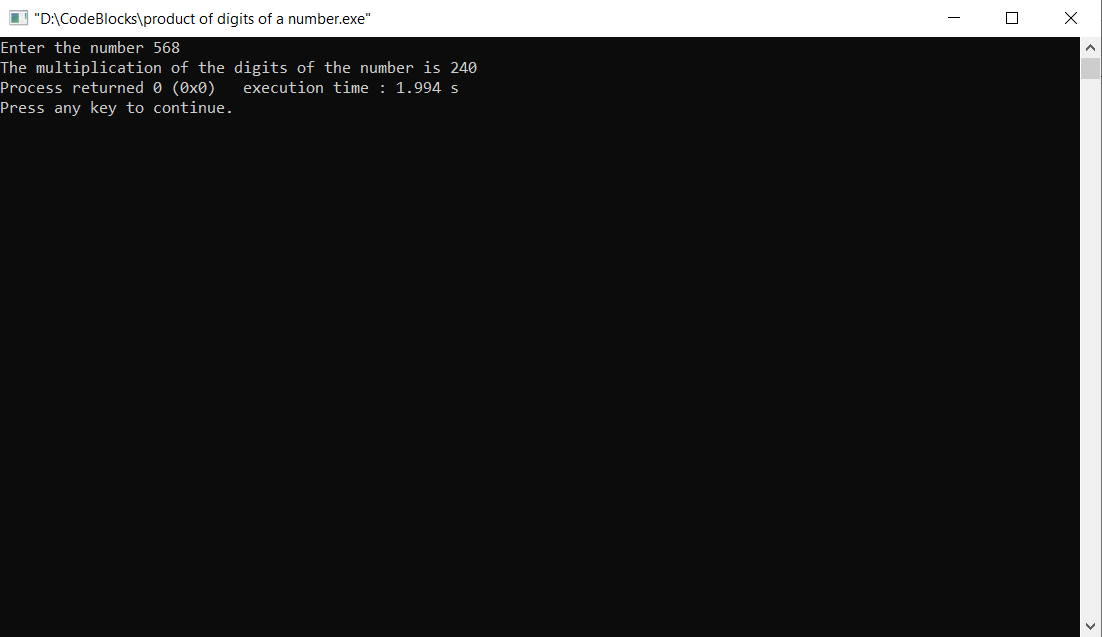 "D:\CodeBlocks\product of digits of a number.exe"
Enter the number 568
The multiplication of the digits of the number is 240
Process returned 0 (0x0)   execution time : 1.994 s
Press any key to continue.